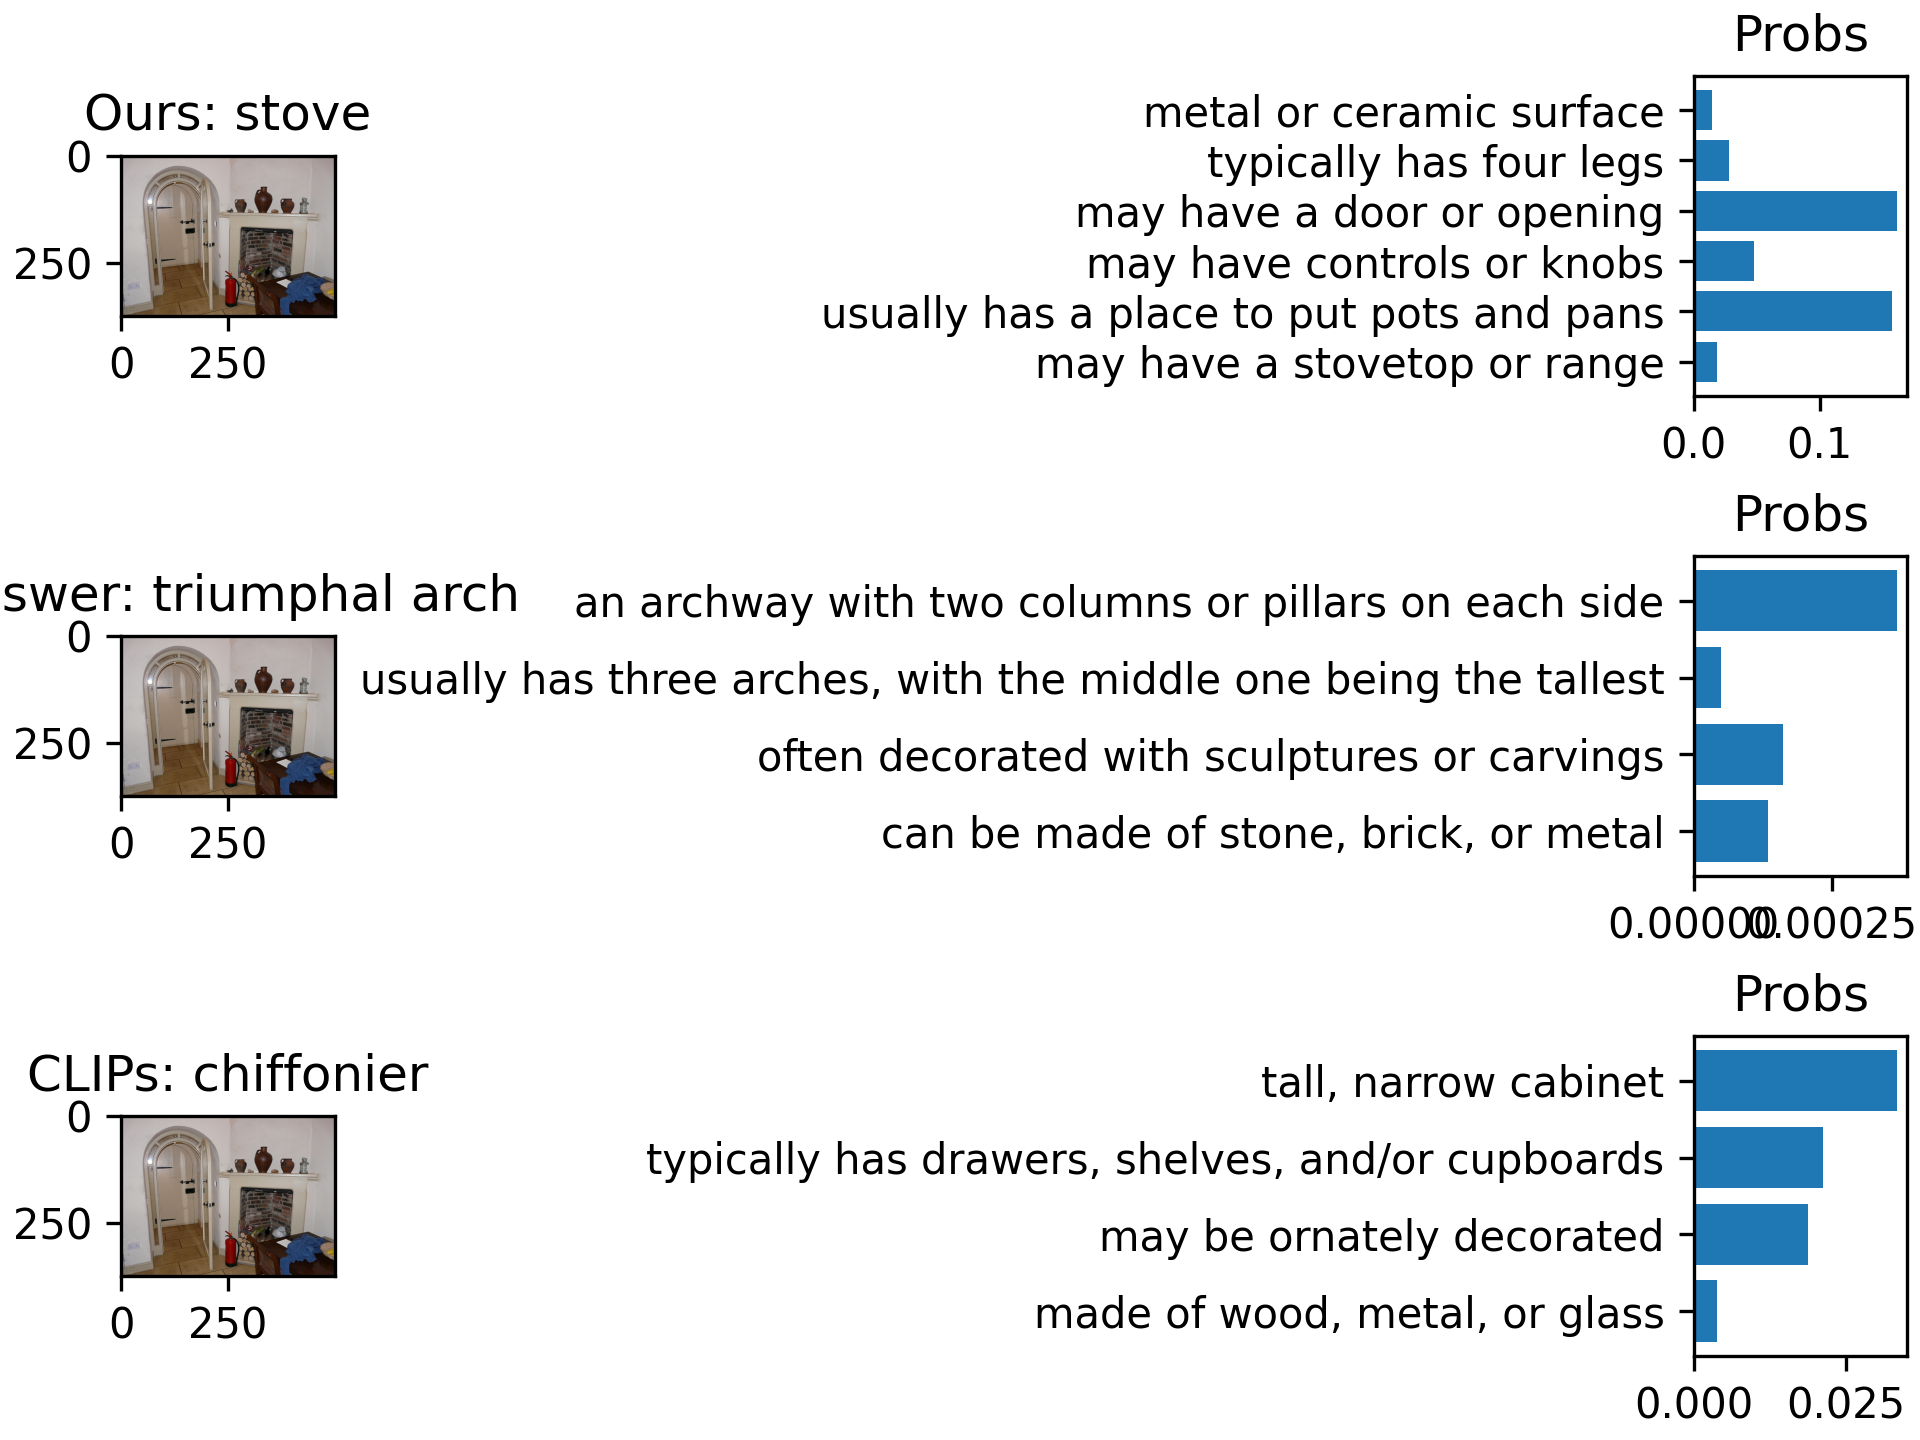 Probs
Ours: stove
metal or ceramic surface
typically has four legs
may have a door or opening
may have controls or knobs
usually has a place to put pots and pans
may have a stovetop or range
0
250
0 250
0.0 0.1
Probs
swer: triumphal arch
an archway with two columns or pillars on each side
usually has three arches, with the middle one being the tallest
often decorated with sculptures or carvings
can be made of stone, brick, or metal
0
250
0 250
0.00000 0.00025
Probs
CLIPs: chiffonier
tall, narrow cabinet
typically has drawers, shelves, and/or cupboards
may be ornately decorated
made of wood, metal, or glass
0
250
0 250
0.000 0.025